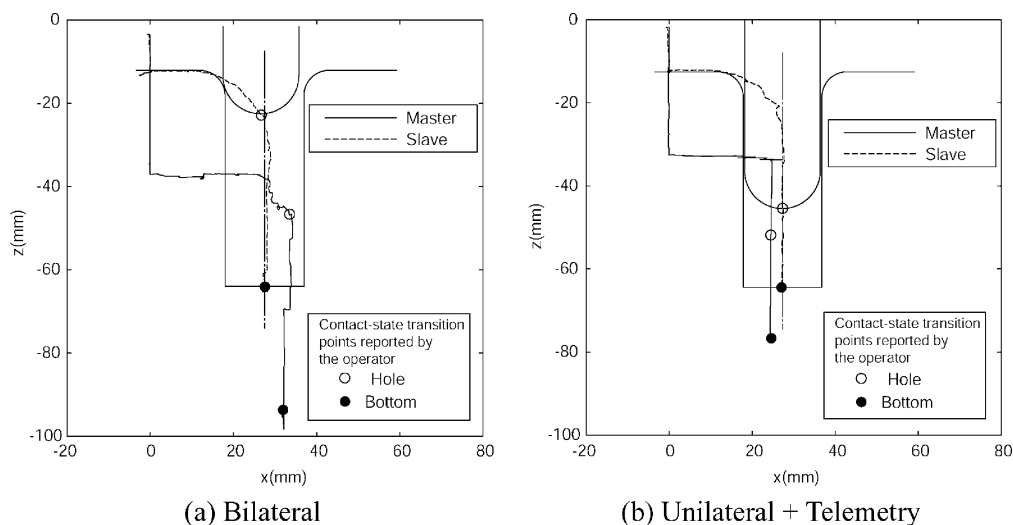 0
-20
-40
-60
-80
-100
-20
0
20
40
60
80
z(mm)
x(mm)
Master
Slave
Contact-state transition
points reported by
the operator
Hole
Bottom
(a) Bilateral
0
-20
-40
-60
-80
-100
-20
0
20
40
60
80
z(mm)
x(mm)
Master
Slave
Contact-state transition
points reported by
the operator
Hole
Bottom
(b) Unilateral + Telemetry